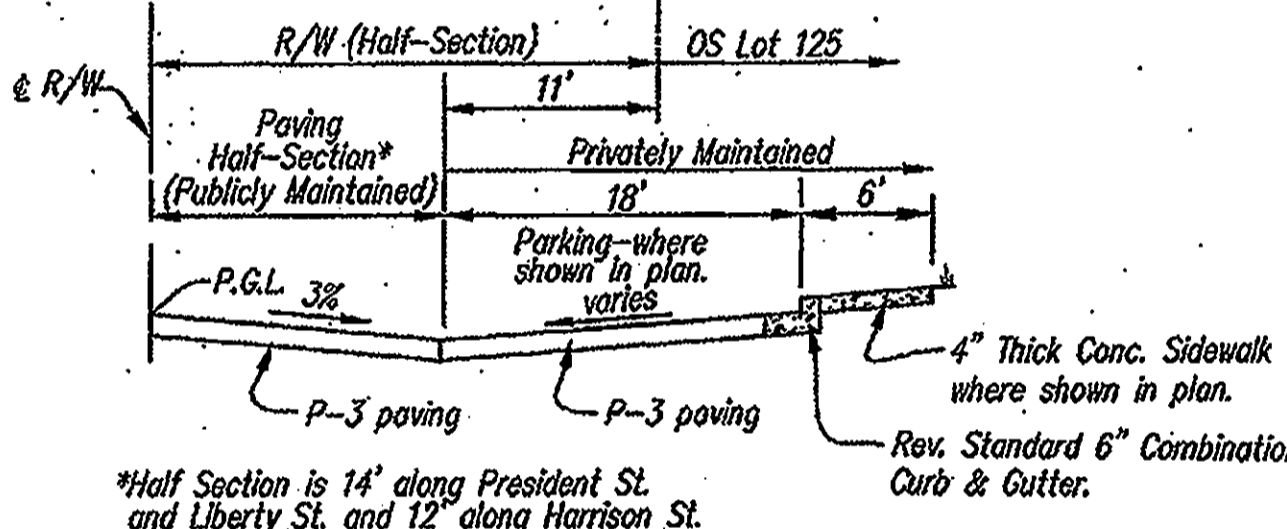 R/W (Half-Section)
OS Lot 125
℄ R/W
11'
Paving
Half-Section*
(Publicly Maintained)
Privately Maintained
18'
6'
Parking-where
shown in plan.
varies
P.G.L.
3%
4" Thick Conc. Sidewalk
where shown in plan.
P-3 paving
P-3 paving
Rev. Standard 6" Combination
Curb & Gutter.
*Half Section is 14' along President St.
and Liberty St. and 12' along Harrison St.